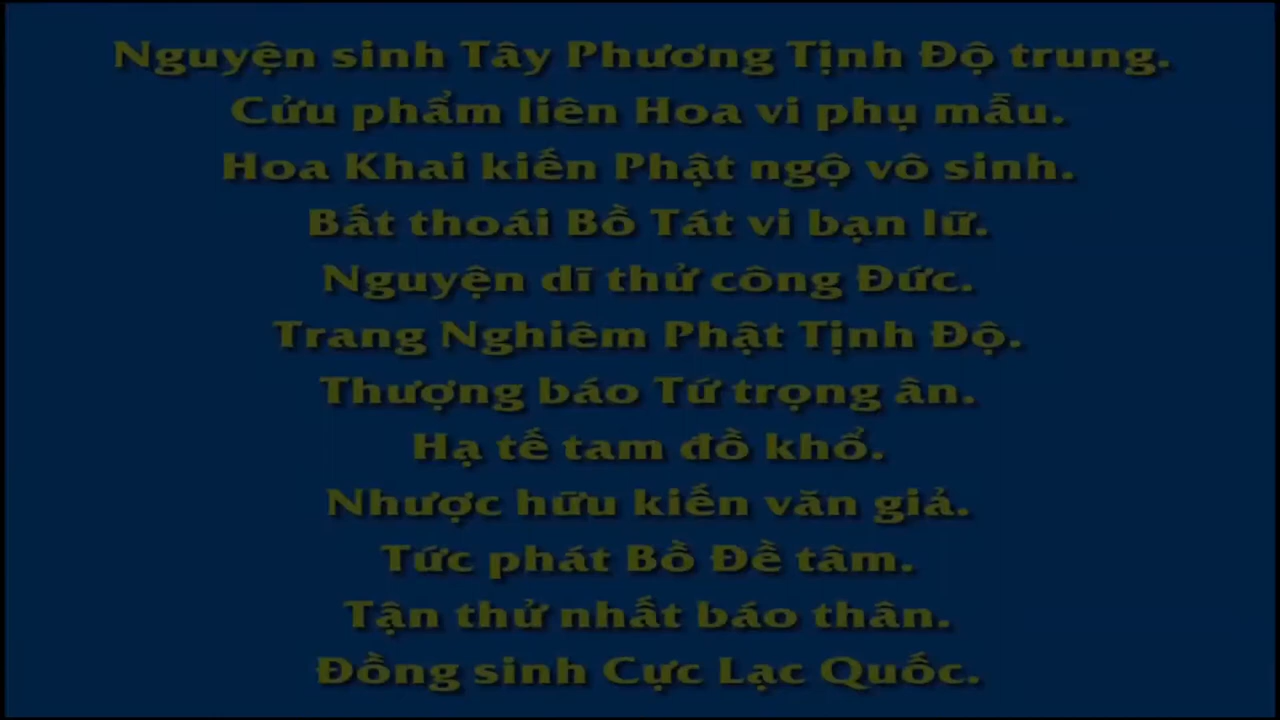 Nguyện sinh Tây Phương Tịnh Độ trung.
Cửu phẩm liên Hoa vi phụ mẫu.
Hoa Khai kiến Phật ngộ vô sinh.
Bất thoái Bồ Tát vi bạn lữ.
Nguyện dĩ thử công Đức.
Trang Nghiêm Phật Tịnh Độ.
Thượng báo Tứ trọng ân.
Hạ tế tam đồ khổ.
Nhược hữu kiến văn giả.
Tức phát Bồ Đề tâm.
Tận thử nhất báo thân.
Đồng sinh Cực Lạc Quốc.